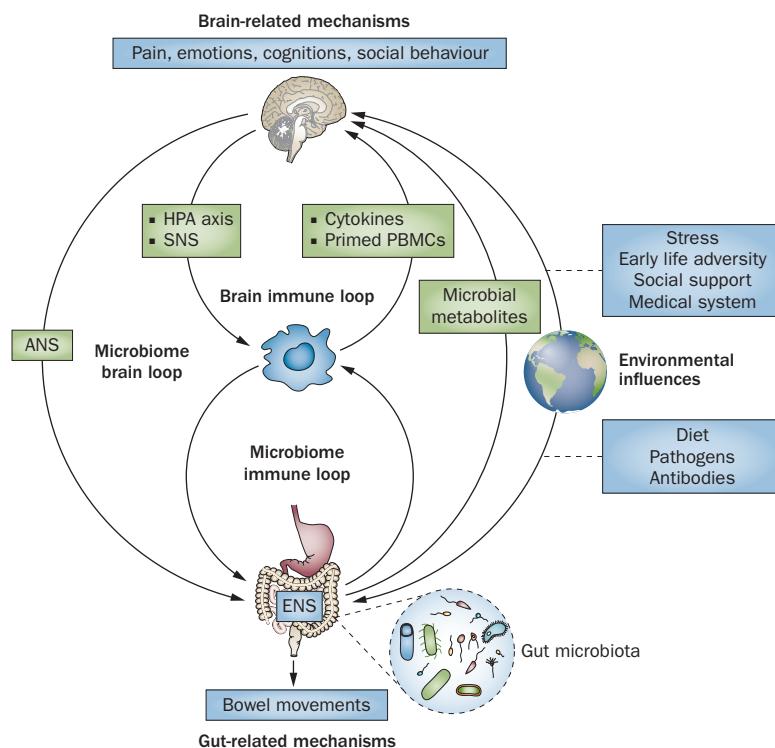 Brain-related mechanisms
Pain, emotions, cognitions, social behaviour
▪ HPA axis
▪ SNS
▪ Cytokines
▪ Primed PBMCs
Stress
Early life adversity
Social support
Medical system
Brain immune loop
Microbial
metabolites
ANS
Microbiome
brain loop
Environmental
influences
Microbiome
immune loop
Diet
Pathogens
Antibodies
ENS
Gut microbiota
Bowel movements
Gut-related mechanisms